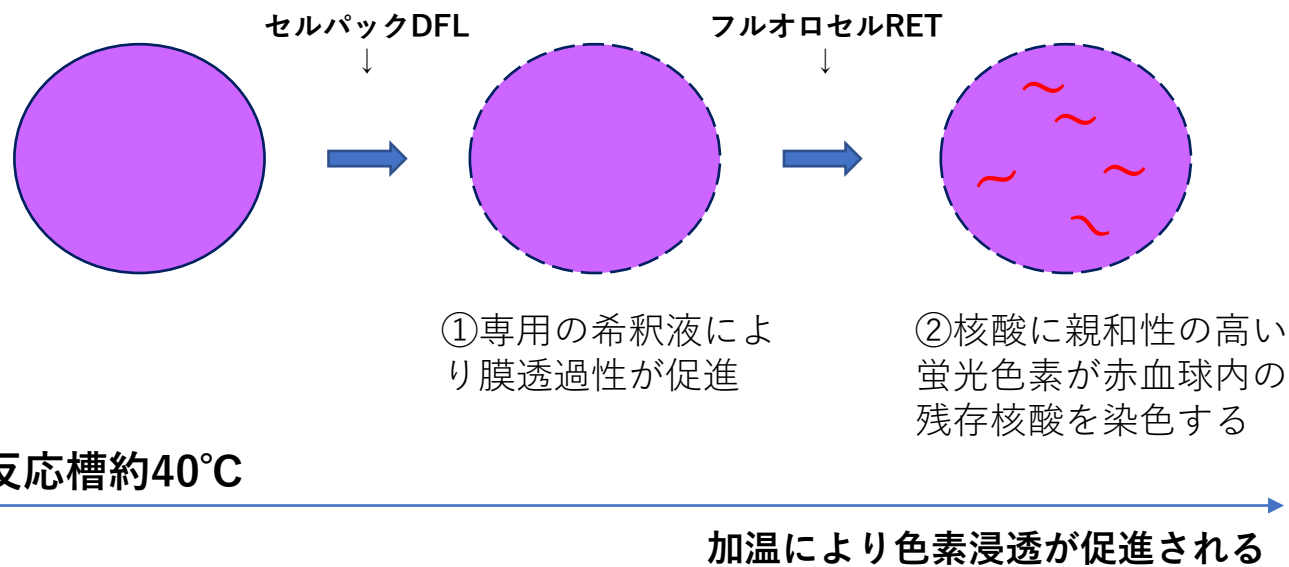 セルパックDFL
↓
フルオロセルRET
↓
①専用の希釈液によ
り膜透過性が促進
②核酸に親和性の高い
蛍光色素が赤血球内の
残存核酸を染色する
反応槽約40℃
加温により色素浸透が促進される